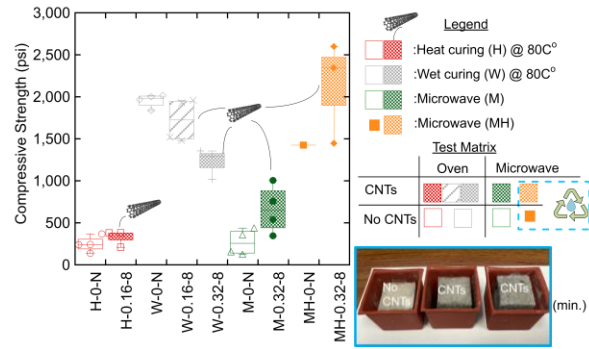 Compressive Strength (psi)
3,000
2,500
2,000
1,500
1,000
500
0
H-0-N
H-0.16-8
W-0-N
W-0.16-8
W-0.32-8
M-0-N
M-0.32-8
MH-0-N
MH-0.32-8
Legend
:Heat curing (H) @ 80C°
:Wet curing (W) @ 80C°
:Microwave (M)
:Microwave (MH)
Test Matrix
Oven Microwave
CNTs
No CNTs
No
CNTs
CNTs
CNTs
(min.)